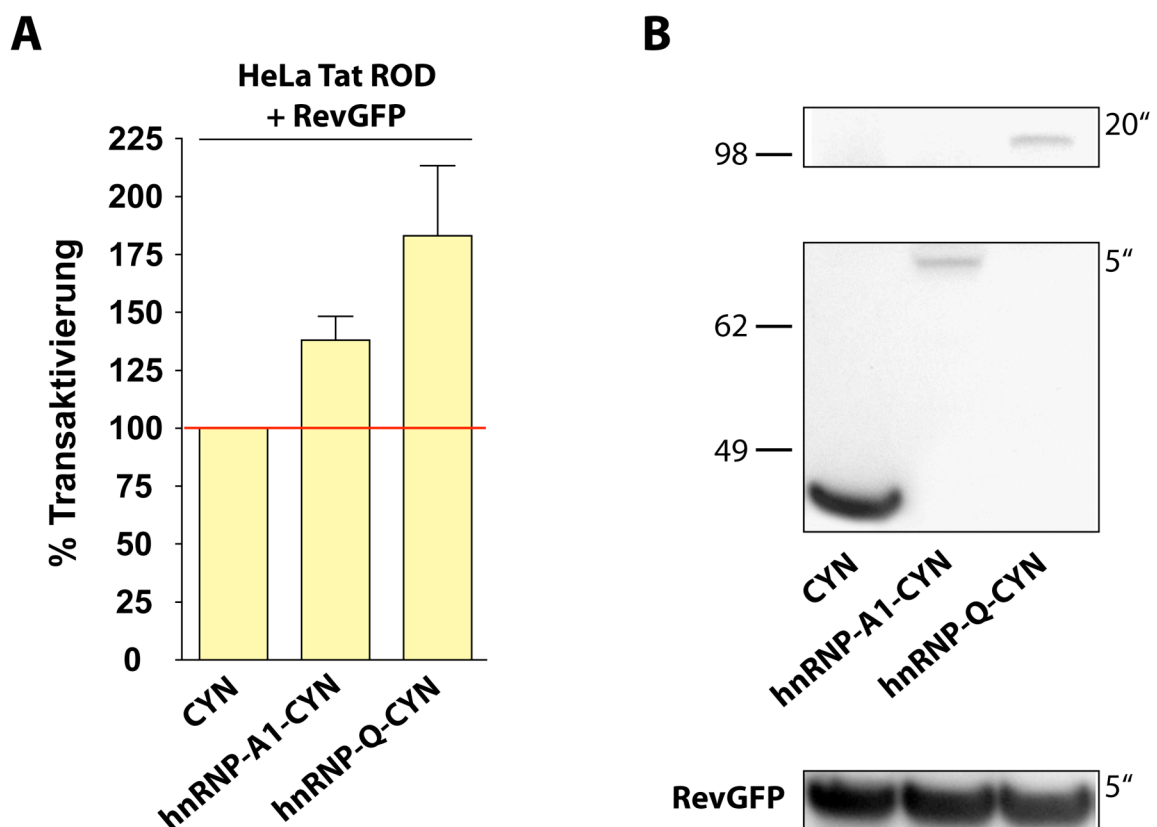 A
HeLa Tat ROD
+ RevGFP
% Transaktivierung
225
200
175
150
125
100
75
50
25
0
CYN
hnRNP-A1-CYN
hnRNP-Q-CYN
B
98
20“
5“
62
49
CYN
hnRNP-A1-CYN
hnRNP-Q-CYN
RevGFP
5“